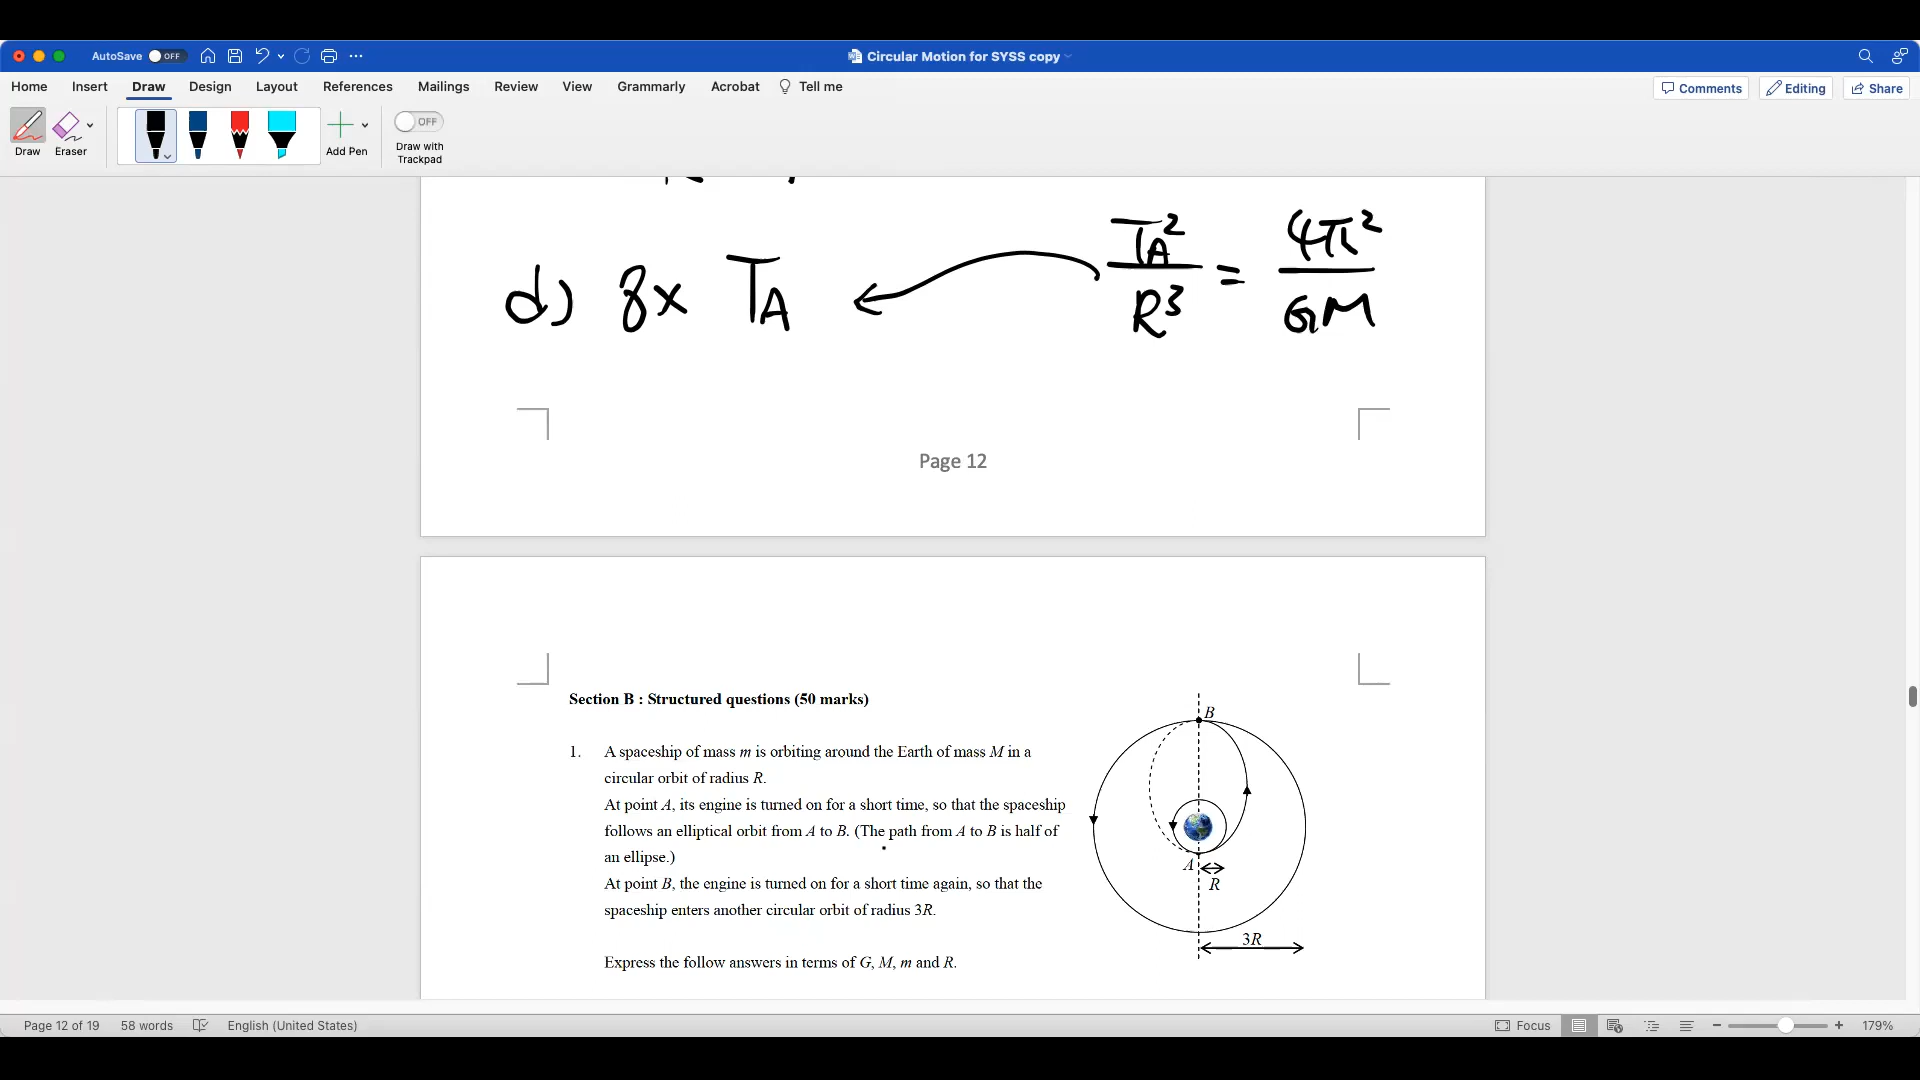 AutoSave OFF
Circular Motion for SYSS copy
Home Insert Draw Design Layout References Mailings Review View Grammarly Acrobat Tell me
Comments Editing Share
OFF
Draw Eraser Add Pen Draw with
Trackpad
d) 8x T_A
T_A^2 / R^3 = 4π^2 / GM
Page 12
Section B : Structured questions (50 marks)
1. A spaceship of mass m is orbiting around the Earth of mass M in a
circular orbit of radius R.
At point A, its engine is turned on for a short time, so that the spaceship
follows an elliptical orbit from A to B. (The path from A to B is half of
an ellipse.)
At point B, the engine is turned on for a short time again, so that the
spaceship enters another circular orbit of radius 3R.
Express the follow answers in terms of G, M, m and R.
B
A
R
3R
Page 12 of 19 58 words English (United States) Focus 179%